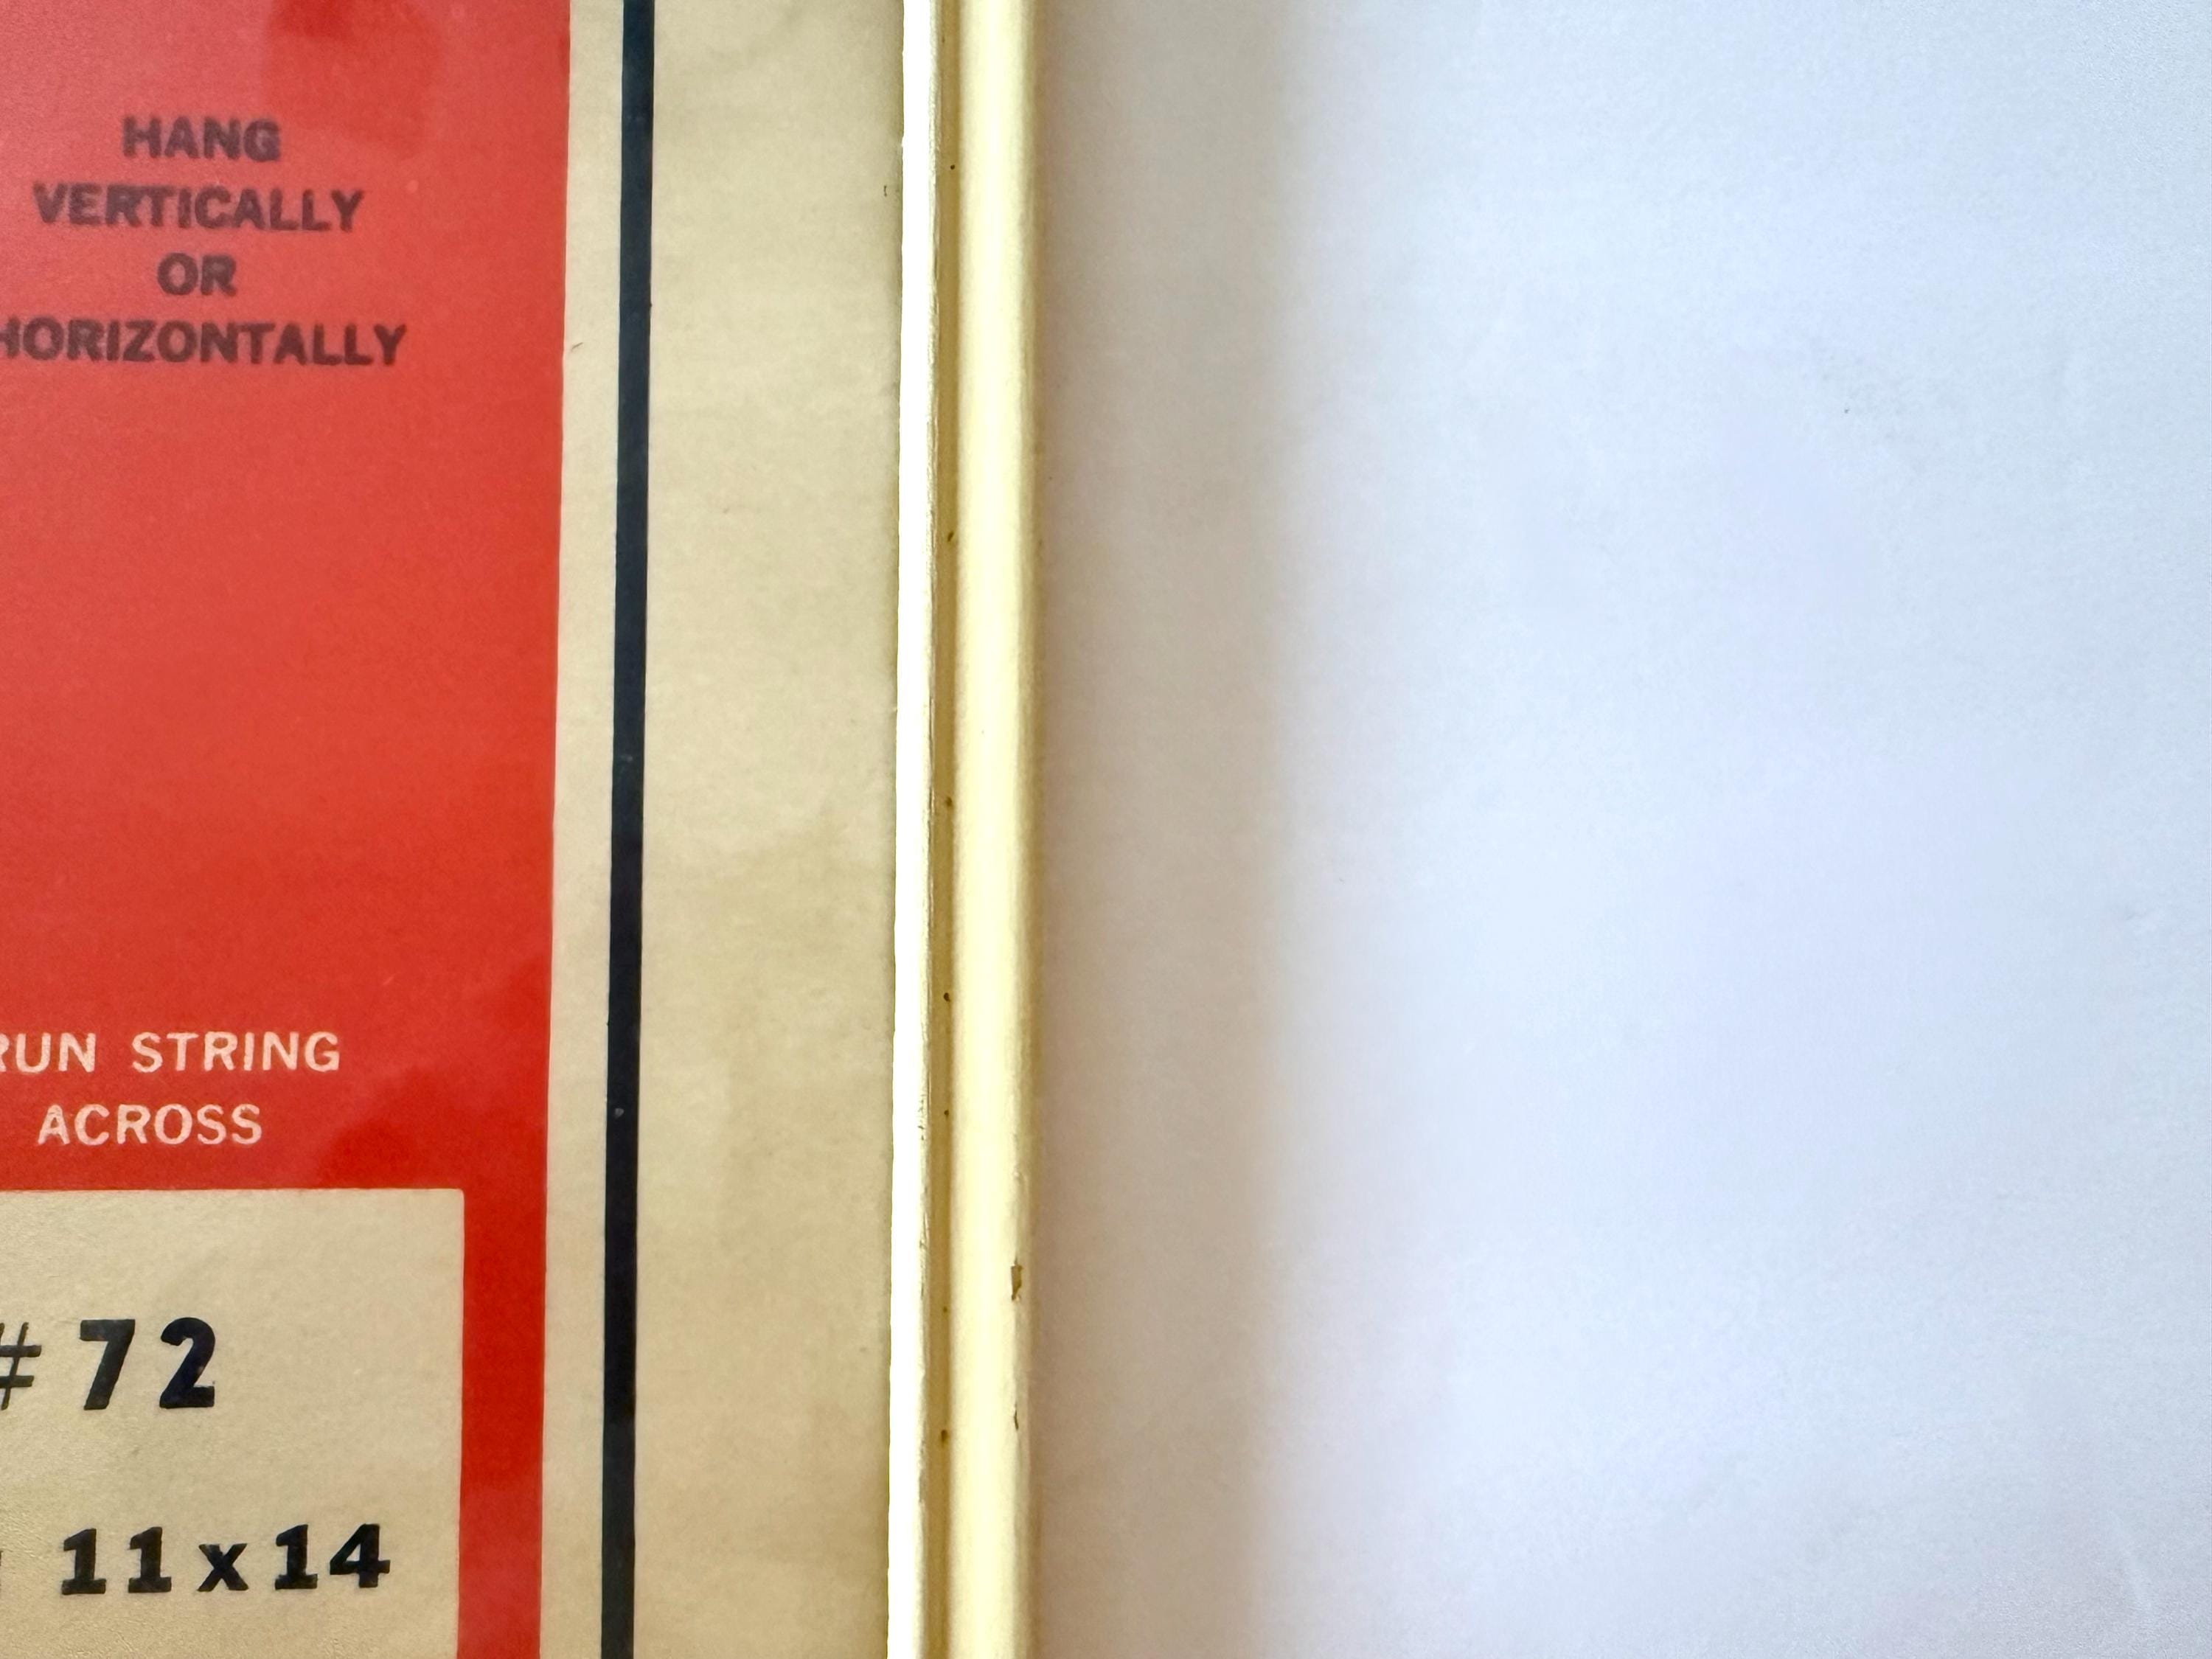 HANG
VERTICALLY
OR
HORIZONTALLY
RUN STRING
ACROSS
#72
11x14